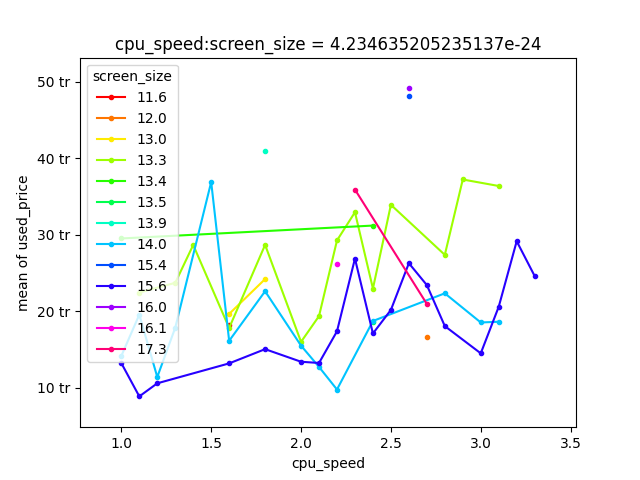 cpu_speed:screen_size = 4.234635205235137e-24
screen_size
11.6
12.0
13.0
13.3
13.4
13.5
13.9
14.0
15.4
15.6
16.0
16.1
17.3
50 tr
40 tr
30 tr
20 tr
10 tr
mean of used_price
1.0 1.5 2.0 2.5 3.0 3.5
cpu_speed